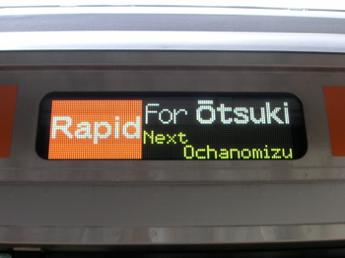 Rapid
For Ōtsuki
Next
Ochanomizu